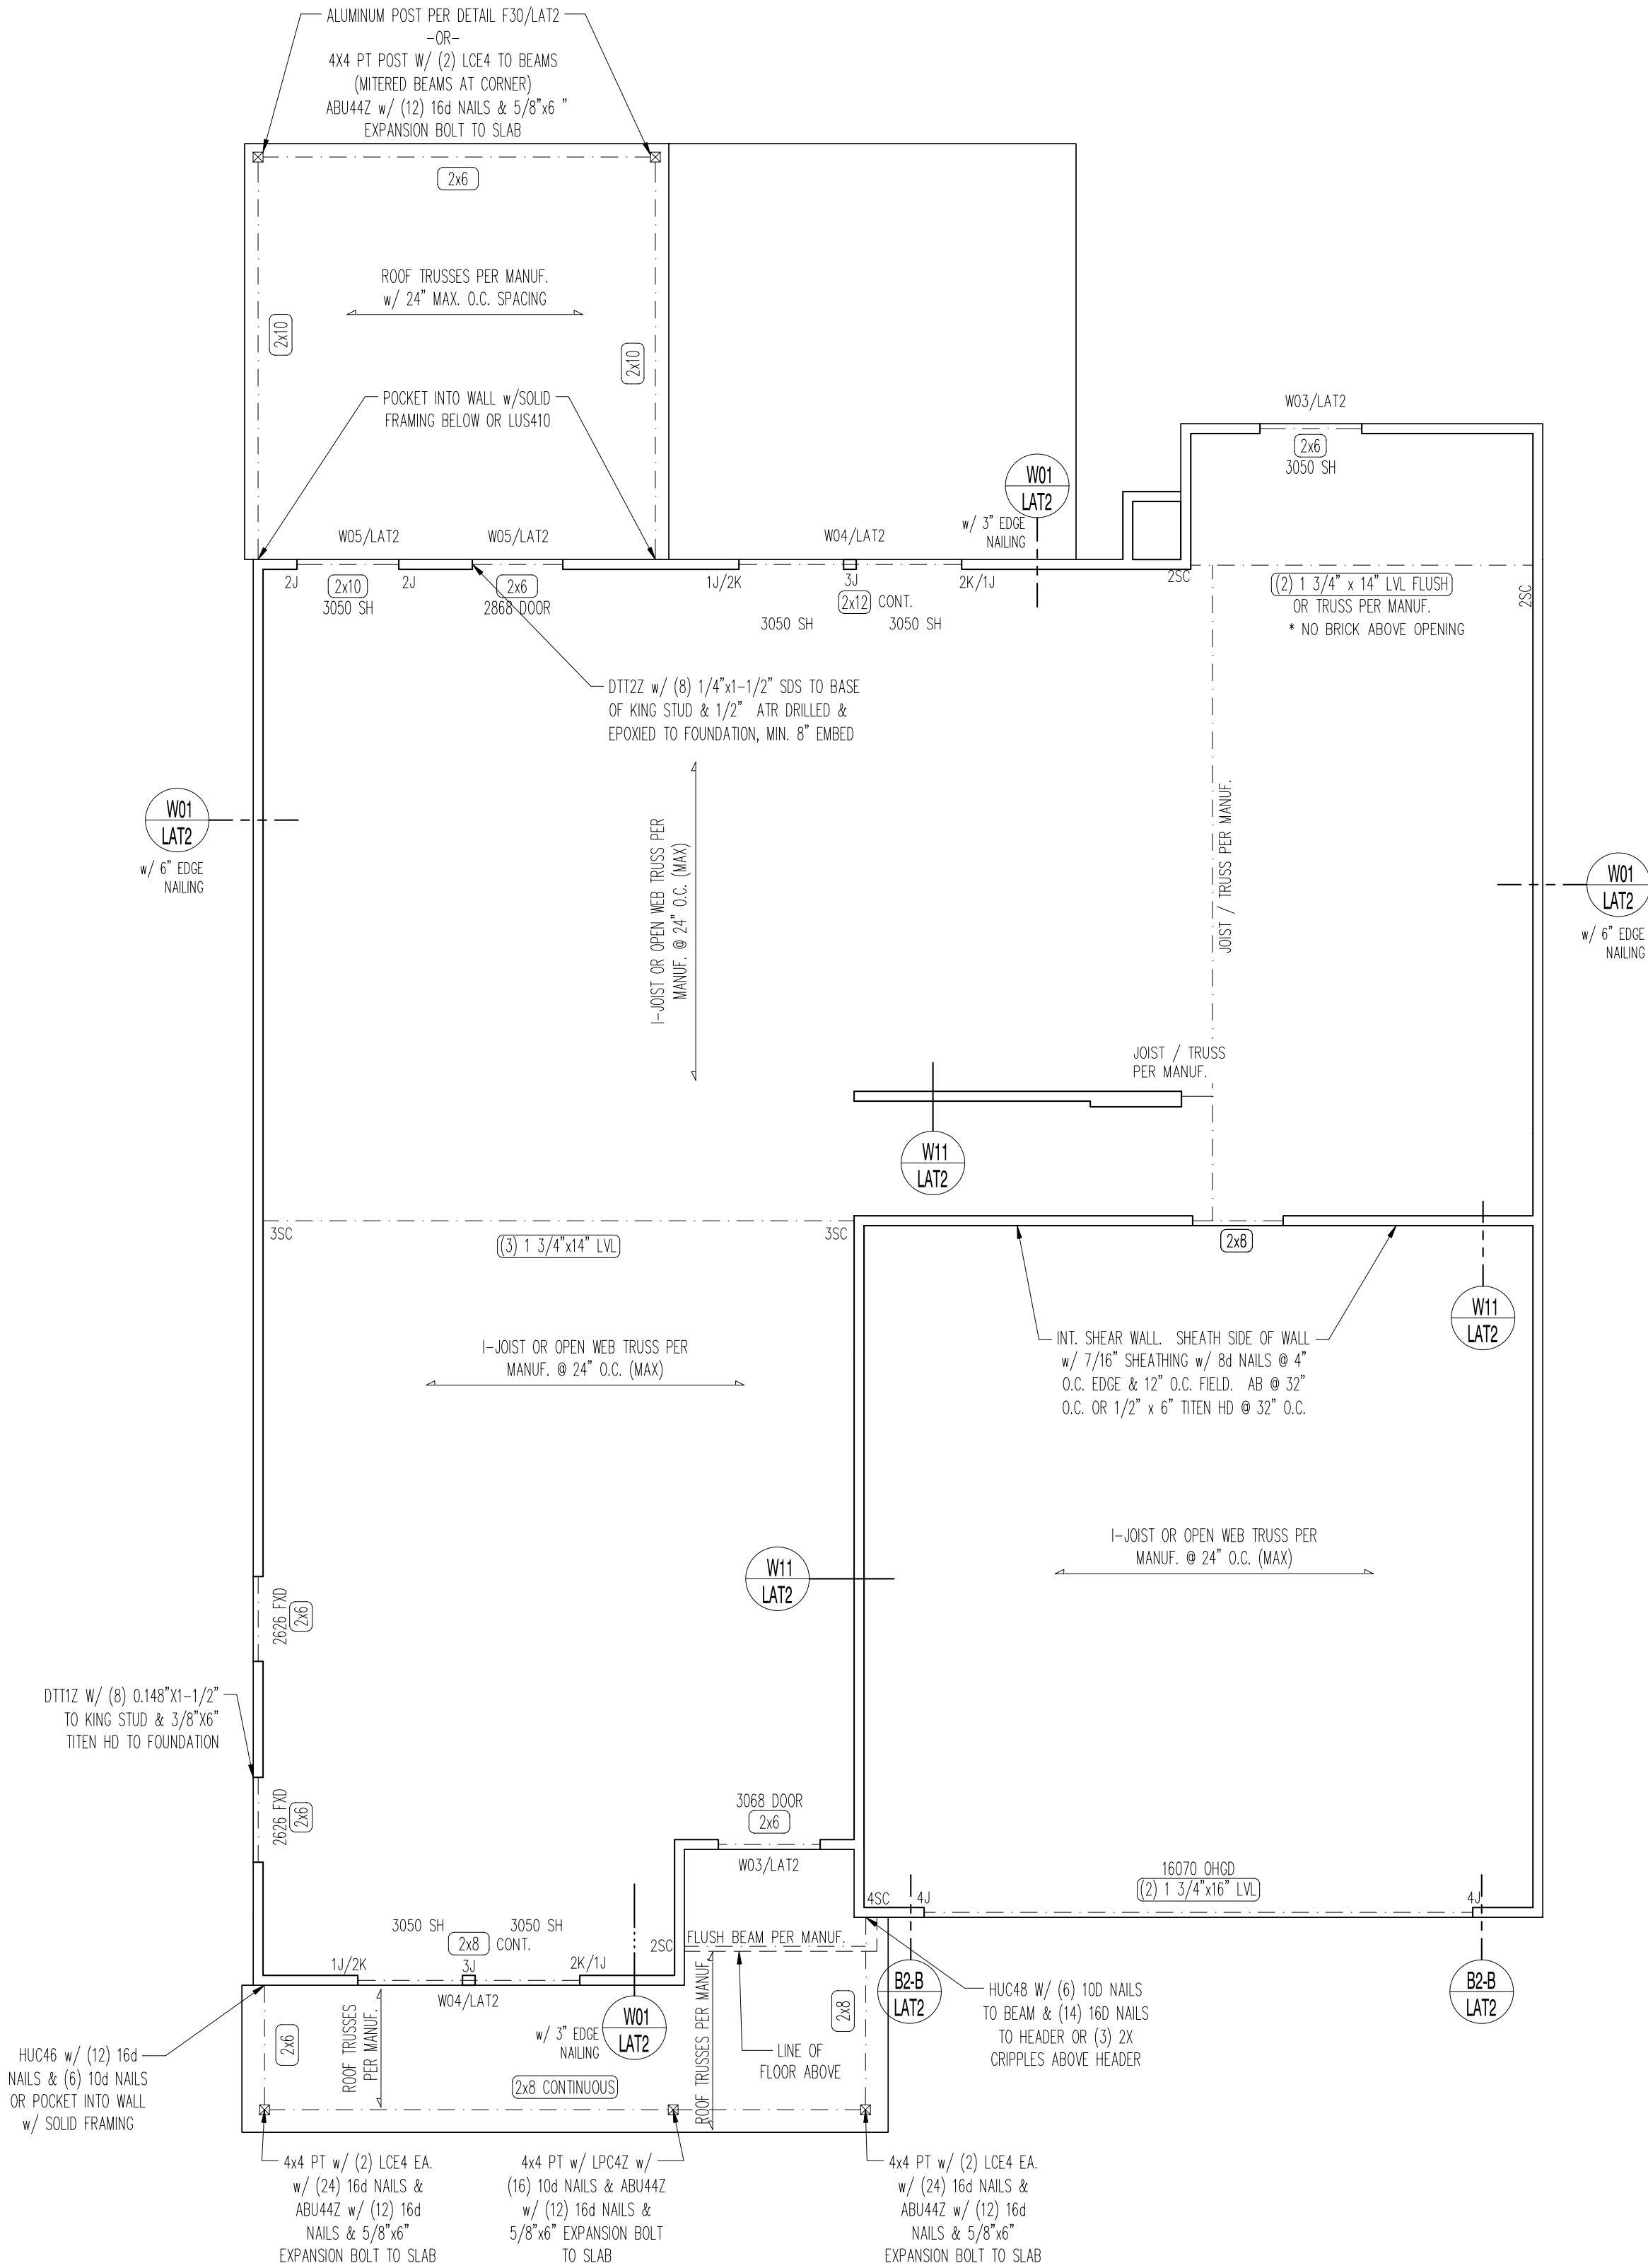 ALUMINUM POST PER DETAIL F30/LAT2
-OR-
4X4 PT POST W/ (2) LCE4 TO BEAMS
(MITERED BEAMS AT CORNER)
ABU44Z w/ (12) 16d NAILS & 5/8"x6 "
EXPANSION BOLT TO SLAB
2x6
ROOF TRUSSES PER MANUF.
w/ 24" MAX. O.C. SPACING
2x10
2x10
POCKET INTO WALL w/SOLID
FRAMING BELOW OR LUS410
W03/LAT2
2x6
3050 SH
W01
LAT2
w/ 3" EDGE
NAILING
W05/LAT2
W05/LAT2
W04/LAT2
2J
2x10
3050 SH
2J
2x6
2868 DOOR
1J/2K
3J
2x12 CONT.
2K/1J
3050 SH
3050 SH
2SC
(2) 1 3/4" x 14" LVL FLUSH
OR TRUSS PER MANUF.
* NO BRICK ABOVE OPENING
2SC
DTT2Z w/ (8) 1/4"x1-1/2" SDS TO BASE
OF KING STUD & 1/2" ATR DRILLED &
EPOXIED TO FOUNDATION, MIN. 8" EMBED
W01
LAT2
w/ 6" EDGE
NAILING
I-JOIST OR OPEN WEB TRUSS PER
MANUF. @ 24" O.C. (MAX)
JOIST / TRUSS PER MANUF.
W01
LAT2
w/ 6" EDGE
NAILING
JOIST / TRUSS
PER MANUF.
W11
LAT2
3SC
(3) 1 3/4"x14" LVL
3SC
2x8
W11
LAT2
I-JOIST OR OPEN WEB TRUSS PER
MANUF. @ 24" O.C. (MAX)
INT. SHEAR WALL. SHEATH SIDE OF WALL
w/ 7/16" SHEATHING w/ 8d NAILS @ 4"
O.C. EDGE & 12" O.C. FIELD. AB @ 32"
O.C. OR 1/2" x 6" TITEN HD @ 32" O.C.
I-JOIST OR OPEN WEB TRUSS PER
MANUF. @ 24" O.C. (MAX)
W11
LAT2
2626 FXD
2x6
DTT1Z W/ (8) 0.148"X1-1/2"
TO KING STUD & 3/8"X6"
TITEN HD TO FOUNDATION
2626 FXD
2x6
3068 DOOR
2x6
W03/LAT2
16070 OHGD
(2) 1 3/4"x16" LVL
4SC
4J
4J
3050 SH
3050 SH
2x8 CONT.
1J/2K
3J
2K/1J
W04/LAT2
2SC
FLUSH BEAM PER MANUF.
B2-B
LAT2
B2-B
LAT2
HUC48 W/ (6) 10D NAILS
TO BEAM & (14) 16D NAILS
TO HEADER OR (3) 2X
CRIPPLES ABOVE HEADER
W01
LAT2
w/ 3" EDGE
NAILING
2x6
ROOF TRUSSES
PER MANUF.
ROOF TRUSSES PER MANUF.
2x8
LINE OF
FLOOR ABOVE
2x8 CONTINUOUS
HUC46 w/ (12) 16d
NAILS & (6) 10d NAILS
OR POCKET INTO WALL
w/ SOLID FRAMING
4x4 PT w/ (2) LCE4 EA.
w/ (24) 16d NAILS &
ABU44Z w/ (12) 16d
NAILS & 5/8"x6"
EXPANSION BOLT TO SLAB
4x4 PT w/ LPC4Z w/
(16) 10d NAILS & ABU44Z
w/ (12) 16d NAILS &
5/8"x6" EXPANSION BOLT
TO SLAB
4x4 PT w/ (2) LCE4 EA.
w/ (24) 16d NAILS &
ABU44Z w/ (12) 16d
NAILS & 5/8"x6"
EXPANSION BOLT TO SLAB